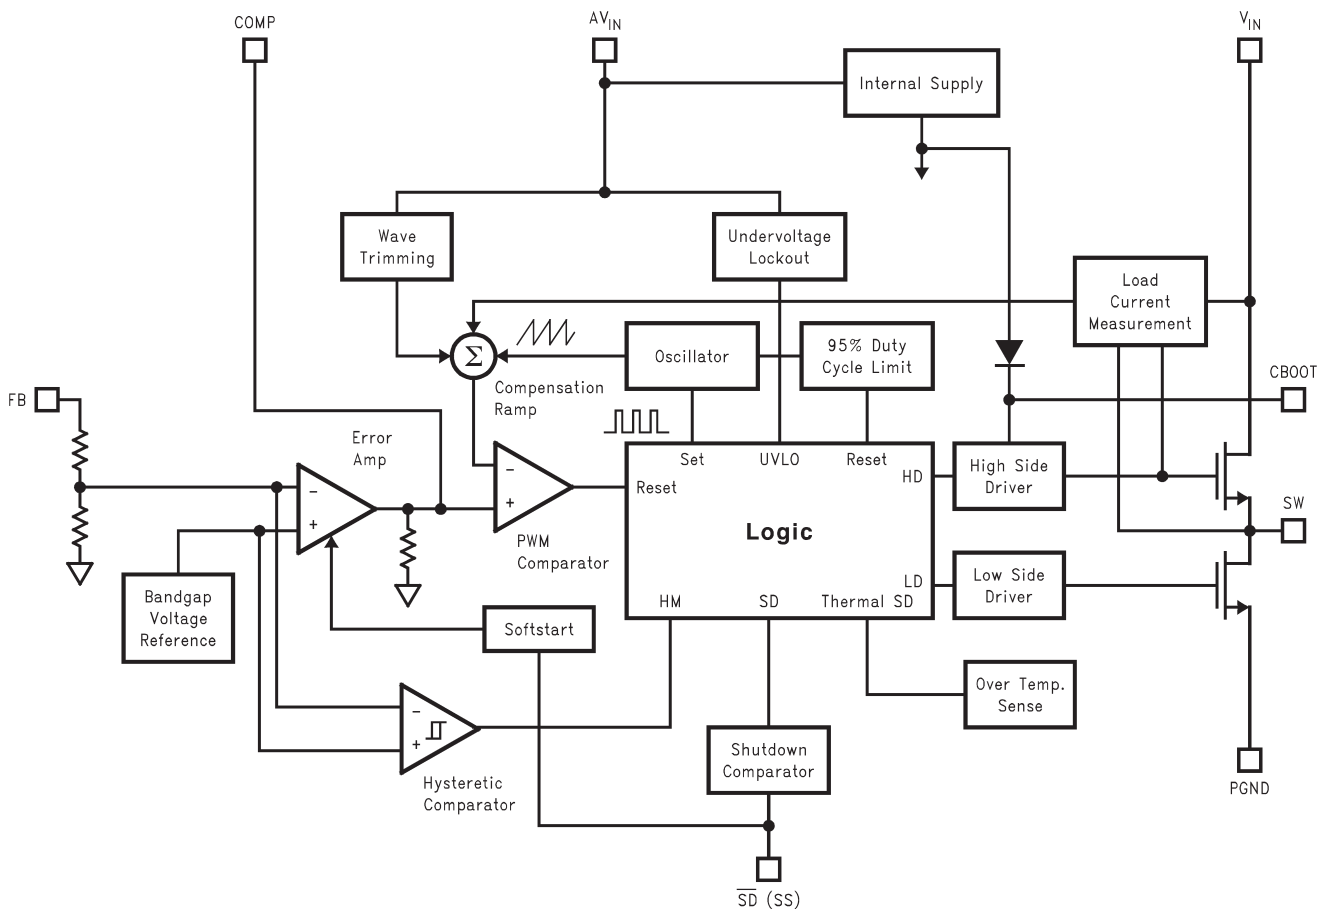 COMP
AVIN
VIN
Internal Supply
Wave
Trimming
Undervoltage
Lockout
Load
Current
Measurement
Σ
Oscillator
95% Duty
Cycle Limit
Compensation
Ramp
CBOOT
FB
Error
Amp
−
+
−
+
PWM
Comparator
Set
UVLO
Reset
Reset
HD
Logic
LD
HM
SD
Thermal SD
High Side
Driver
SW
Low Side
Driver
Bandgap
Voltage
Reference
Softstart
Over Temp.
Sense
−
+
Hysteretic
Comparator
Shutdown
Comparator
PGND
S̅D̅ (SS)